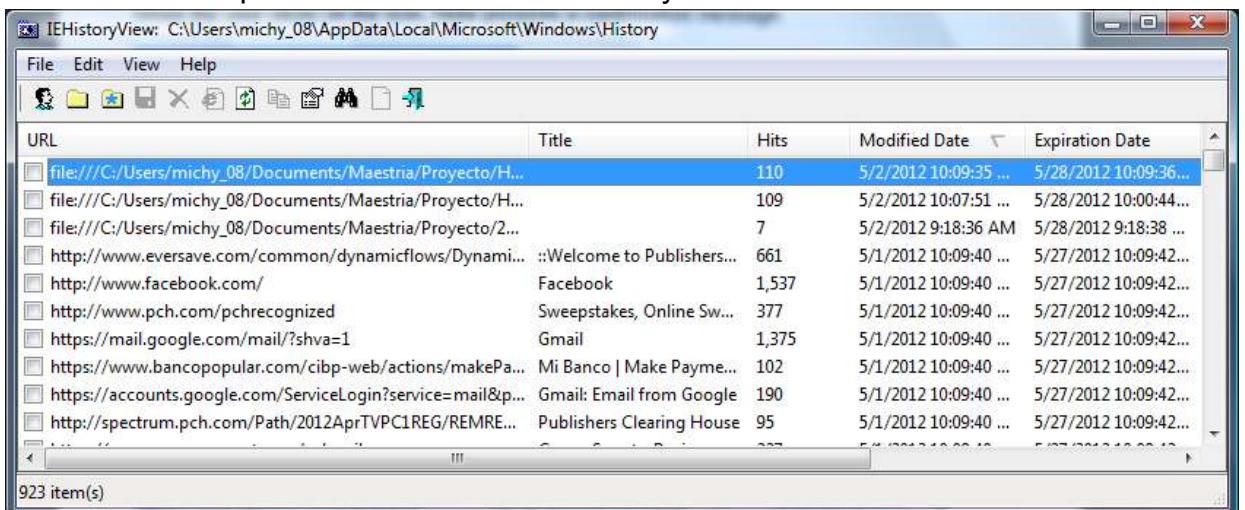 IEHistoryView: C:\Users\michy_08\AppData\Local\Microsoft\Windows\History
File Edit View Help
URL Title Hits Modified Date Expiration Date
file:///C:/Users/michy_08/Documents/Maestria/Proyecto/H... 110 5/2/2012 10:09:35 ... 5/28/2012 10:09:36...
file:///C:/Users/michy_08/Documents/Maestria/Proyecto/H... 109 5/2/2012 10:07:51 ... 5/28/2012 10:00:44...
file:///C:/Users/michy_08/Documents/Maestria/Proyecto/2... 7 5/2/2012 9:18:36 AM 5/28/2012 9:18:38 ...
http://www.eversave.com/common/dynamicflows/Dynami... ::Welcome to Publishers... 661 5/1/2012 10:09:40 ... 5/27/2012 10:09:42...
http://www.facebook.com/ Facebook 1,537 5/1/2012 10:09:40 ... 5/27/2012 10:09:42...
http://www.pch.com/pchrecognized Sweepstakes, Online Sw... 377 5/1/2012 10:09:40 ... 5/27/2012 10:09:42...
https://mail.google.com/mail/?shva=1 Gmail 1,375 5/1/2012 10:09:40 ... 5/27/2012 10:09:42...
https://www.bancopopular.com/cibp-web/actions/makePa... Mi Banco | Make Payme... 102 5/1/2012 10:09:40 ... 5/27/2012 10:09:42...
https://accounts.google.com/ServiceLogin?service=mail&p... Gmail: Email from Google 190 5/1/2012 10:09:40 ... 5/27/2012 10:09:42...
http://spectrum.pch.com/Path/2012AprTVPC1REG/REMRE... Publishers Clearing House 95 5/1/2012 10:09:40 ... 5/27/2012 10:09:42...
923 item(s)